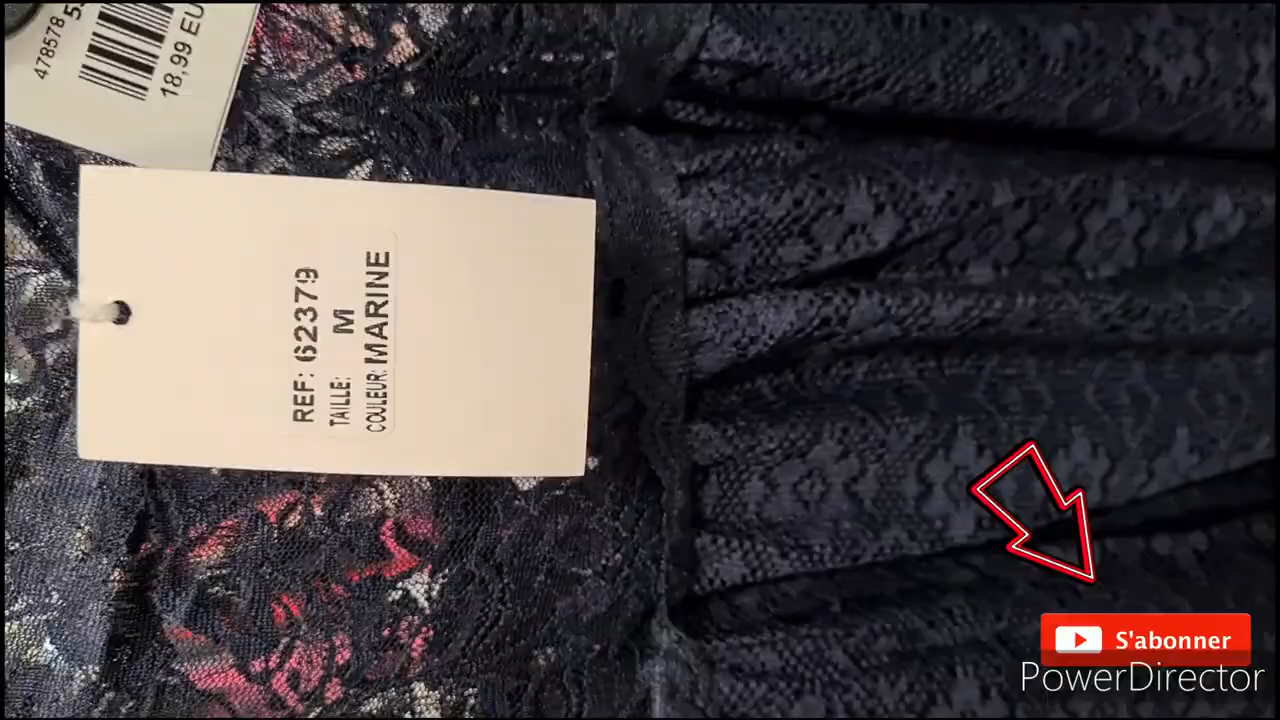 478578
18,99 EU
REF: 62379
TAILLE: M
COULEUR: MARINE
S'abonner
PowerDirector